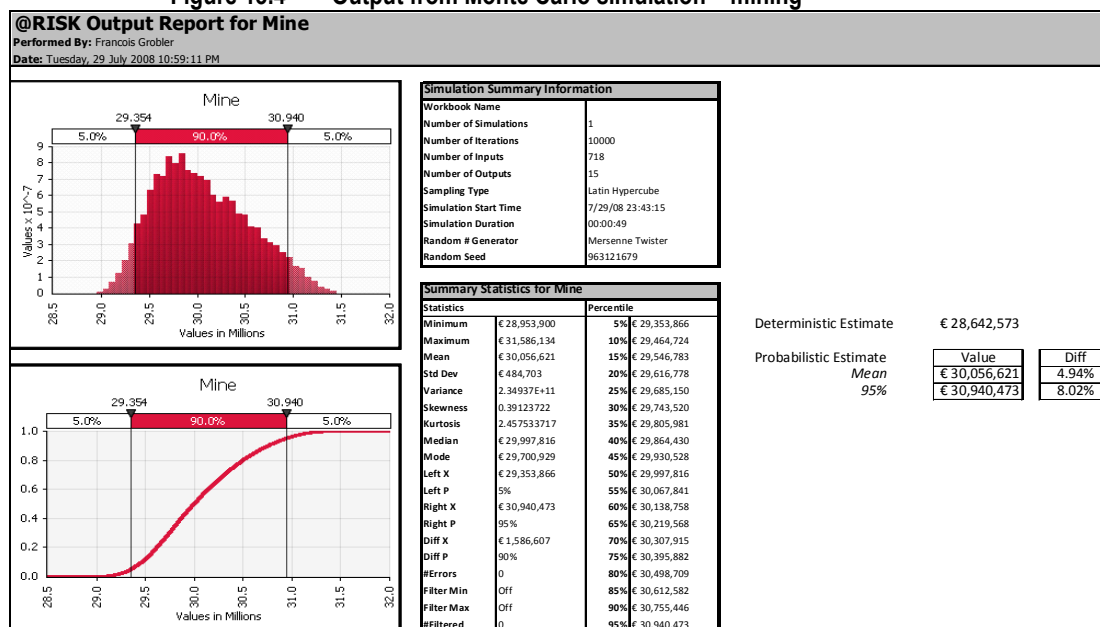 Figure 10.4 Output from Monte Carlo simulation – mining
@RISK Output Report for Mine
Performed By: Francois Grobler
Date: Tuesday, 29 July 2008 10:59:11 PM
Mine
29.354 30.940
5.0% 90.0% 5.0%
9
8
7
6
5
4
3
2
1
0
Values x 10^-7
28.5 29.0 29.5 30.0 30.5 31.0 31.5 32.0
Values in Millions
Mine
29.354 30.940
5.0% 90.0% 5.0%
1.0
0.8
0.6
0.4
0.2
0.0
28.5 29.0 29.5 30.0 30.5 31.0 31.5 32.0
Values in Millions
Simulation Summary Information
Workbook Name
Number of Simulations 1
Number of Iterations 10000
Number of Inputs 718
Number of Outputs 15
Sampling Type Latin Hypercube
Simulation Start Time 7/29/08 23:43:15
Simulation Duration 00:00:49
Random # Generator Mersenne Twister
Random Seed 963121679
Summary Statistics for Mine
Statistics Percentile
Minimum € 28,953,900 5% € 29,353,866
Maximum € 31,586,134 10% € 29,464,724
Mean € 30,056,621 15% € 29,546,783
Std Dev € 484,703 20% € 29,616,778
Variance 2.34937E+11 25% € 29,685,150
Skewness 0.39123722 30% € 29,743,520
Kurtosis 2.457533717 35% € 29,805,981
Median € 29,997,816 40% € 29,864,430
Mode € 29,700,929 45% € 29,930,528
Left X € 29,353,866 50% € 29,997,816
Left P 5% 55% € 30,067,841
Right X € 30,940,473 60% € 30,138,758
Right P 95% 65% € 30,219,568
Diff X € 1,586,607 70% € 30,307,915
Diff P 90% 75% € 30,395,882
#Errors 0 80% € 30,498,709
Filter Min Off 85% € 30,612,582
Filter Max Off 90% € 30,755,446
#Filtered 0 95% € 30,940,473
Deterministic Estimate € 28,642,573
Probabilistic Estimate Value Diff
Mean € 30,056,621 4.94%
95% € 30,940,473 8.02%